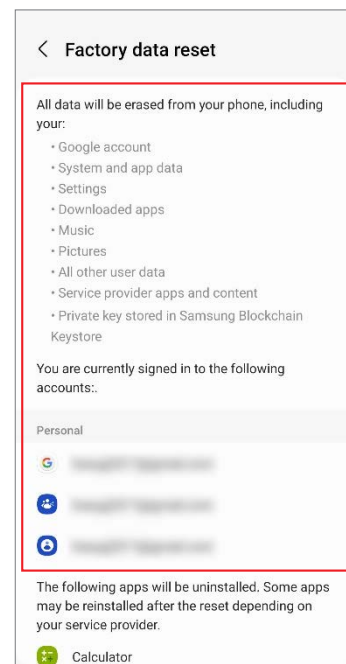 < Factory data reset
All data will be erased from your phone, including
your:
• Google account
• System and app data
• Settings
• Downloaded apps
• Music
• Pictures
• All other user data
• Service provider apps and content
• Private key stored in Samsung Blockchain
Keystore
You are currently signed in to the following
accounts:.
Personal
G
The following apps will be uninstalled. Some apps
may be reinstalled after the reset depending on
your service provider.
Calculator